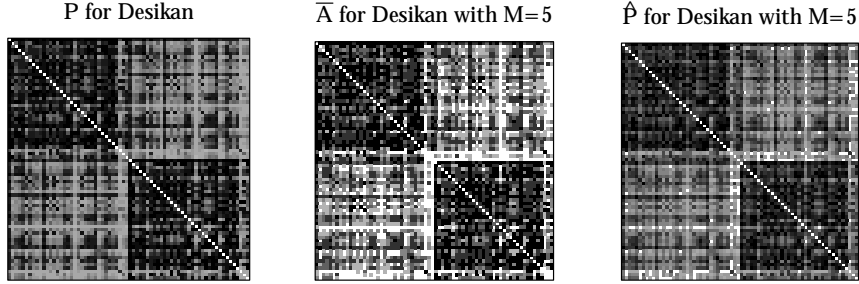 P for Desikan
A̅ for Desikan with M=5
P̂ for Desikan with M=5